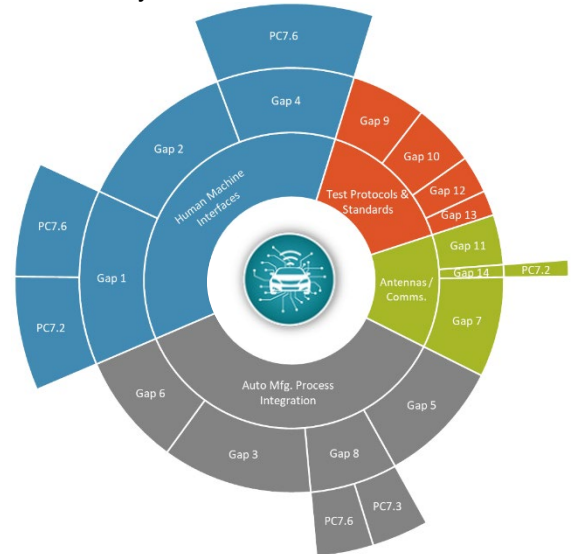 PC7.6
Gap 4
Gap 9
Gap 2
Gap 10
Human Machine
Interfaces
Test Protocols &
Standards
Gap 12
Gap 13
PC7.6
Gap 1
PC7.2
Gap 11
Antennas /
Comms.
Gap 14
PC7.2
Gap 7
Auto Mfg. Process
Integration
Gap 6
Gap 5
Gap 3
Gap 8
PC7.6
PC7.3